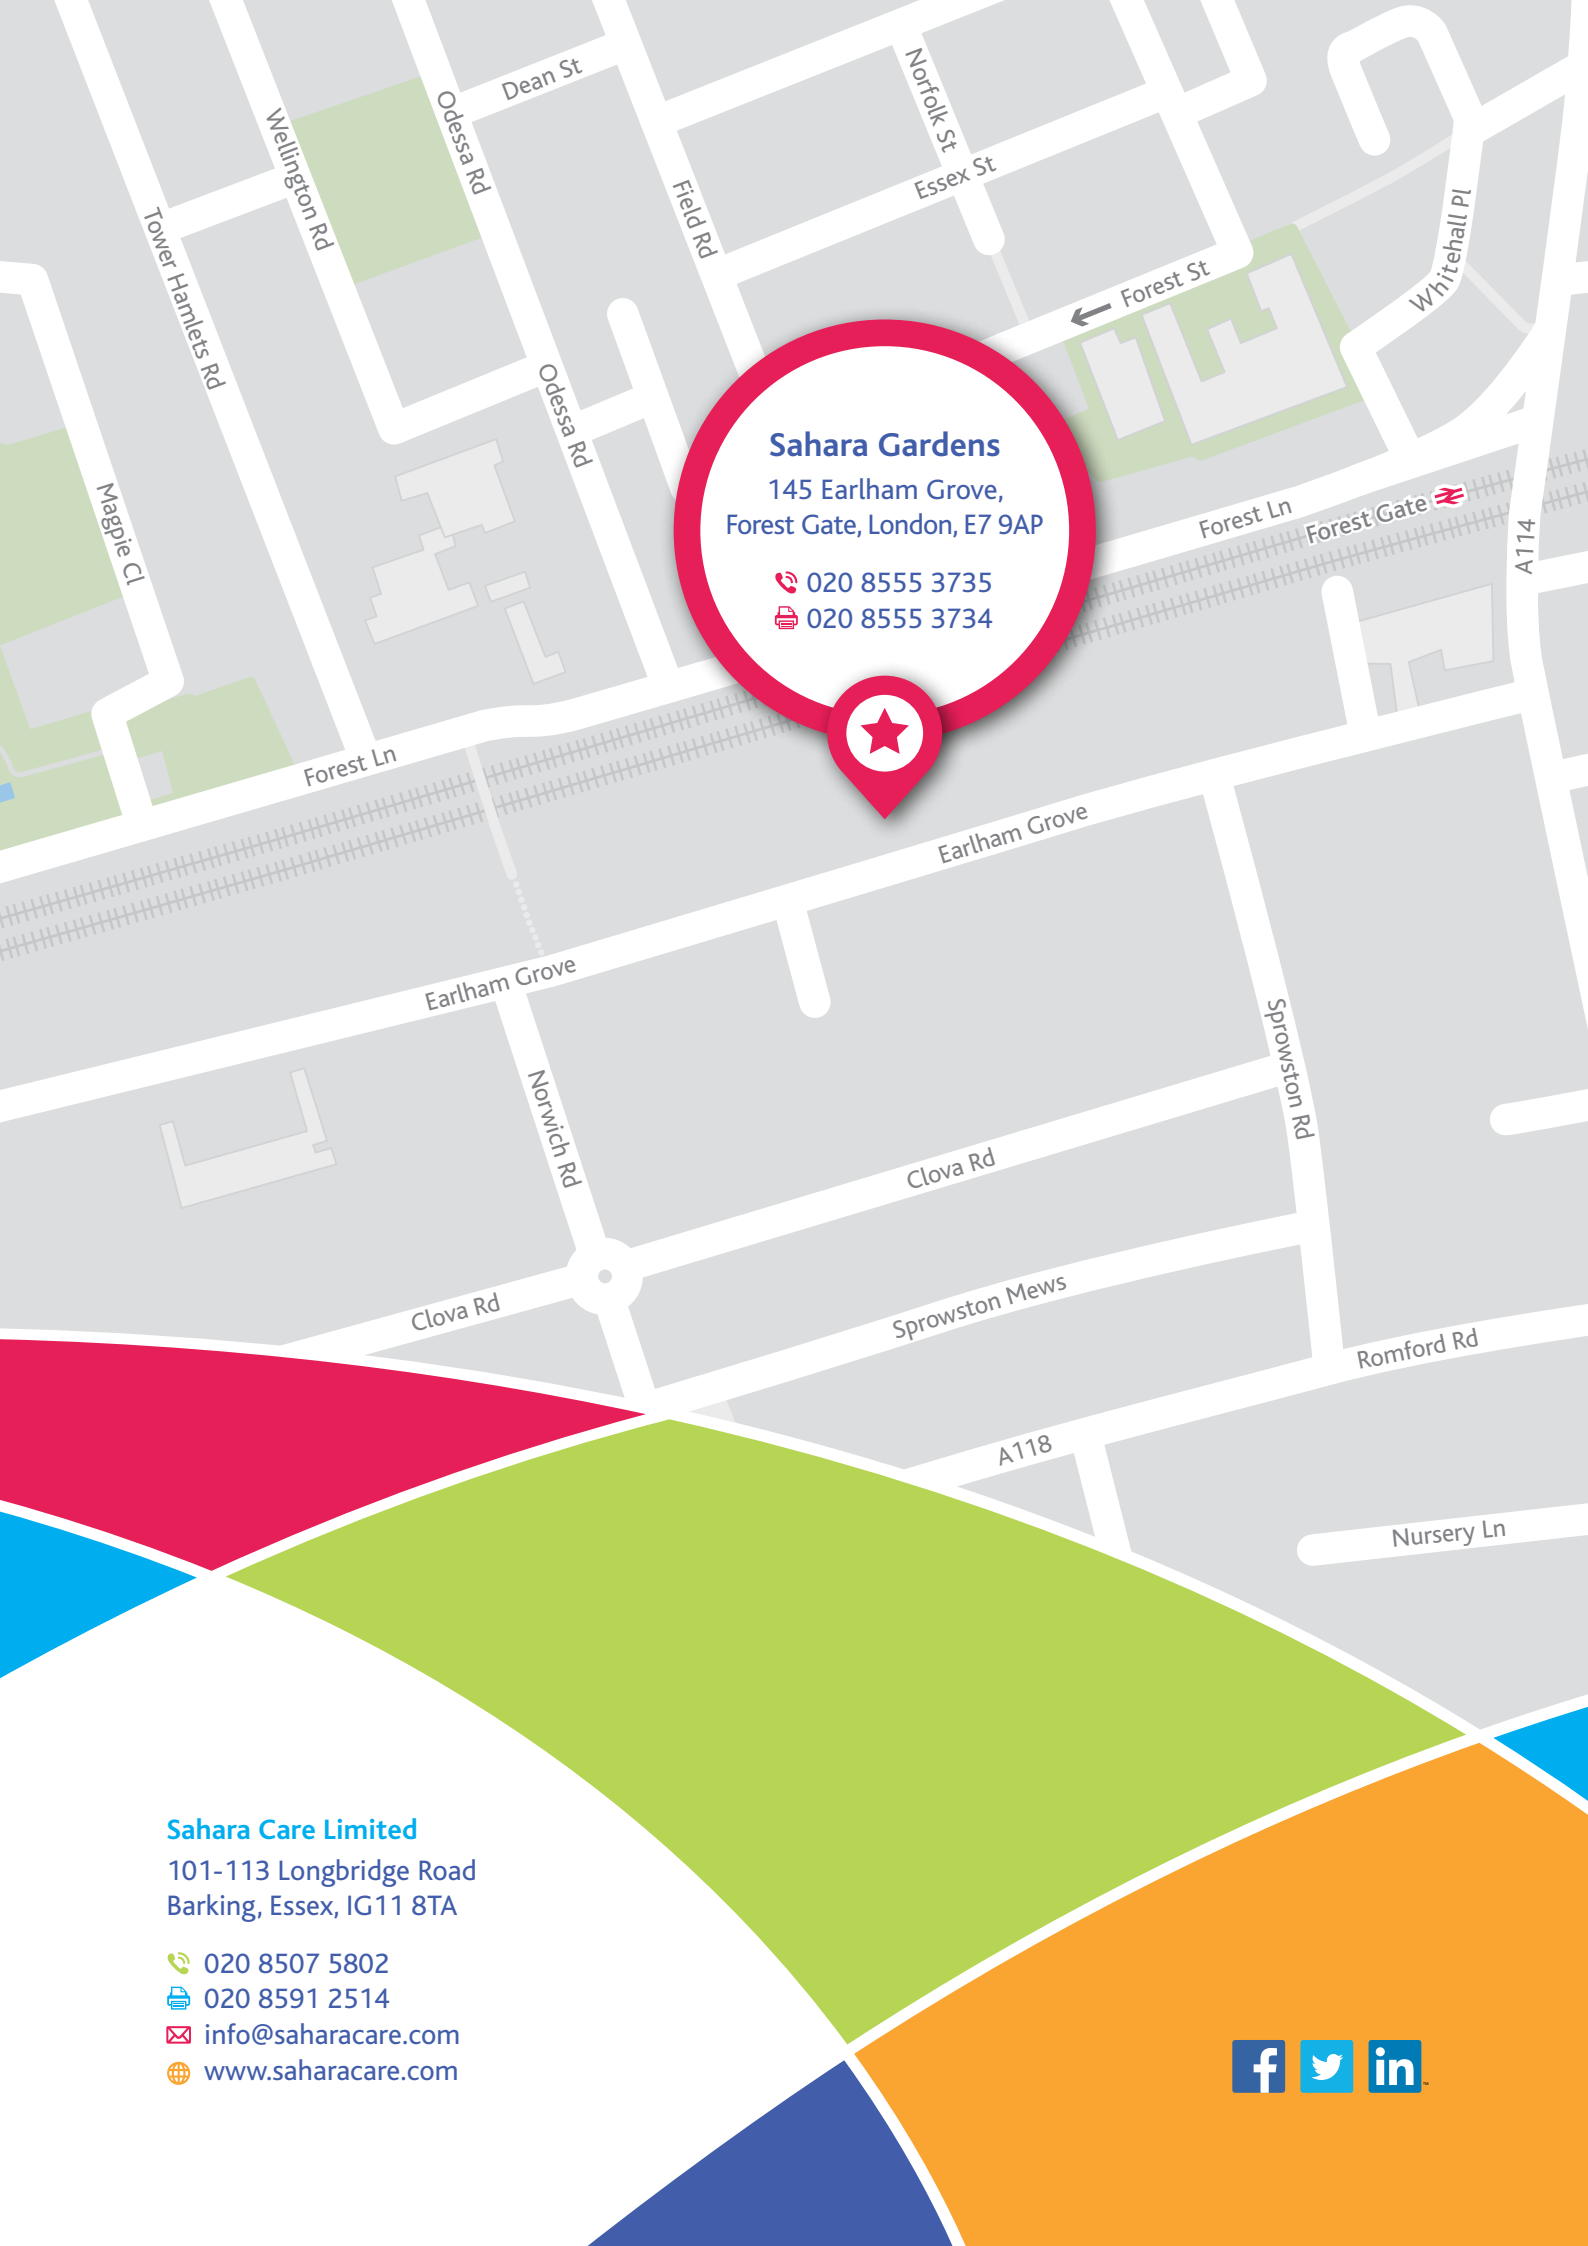 Dean St
Norfolk St
Odessa Rd
Wellington Rd
Essex St
Field Rd
Whitehall Pl
Tower Hamlets Rd
Forest St
Odessa Rd
Sahara Gardens
145 Earlham Grove,
Forest Gate, London, E7 9AP
020 8555 3735
020 8555 3734
Magpie Cl
Forest Ln
Forest Gate
A114
Forest Ln
Earlham Grove
Earlham Grove
Sprowston Rd
Norwich Rd
Clova Rd
Clova Rd
Sprowston Mews
Romford Rd
A118
Nursery Ln
Sahara Care Limited
101-113 Longbridge Road
Barking, Essex, IG11 8TA
020 8507 5802
020 8591 2514
info@saharacare.com
www.saharacare.com
f
in